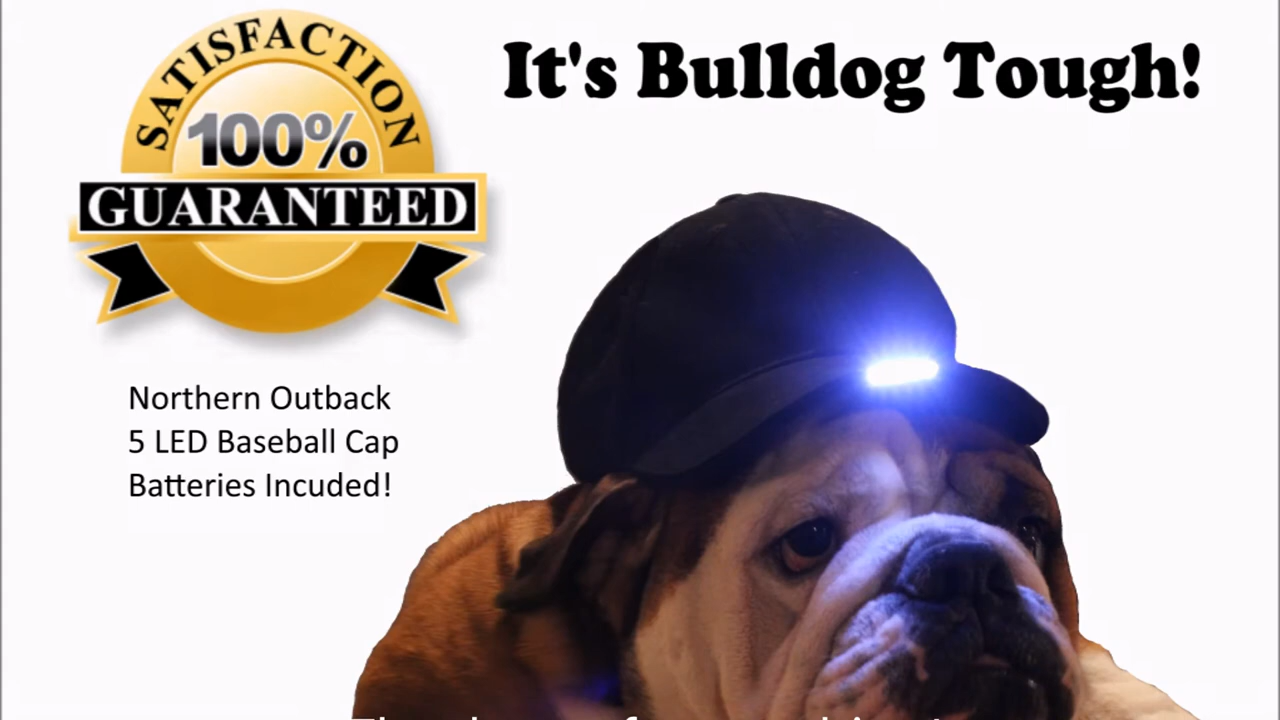 SATISFACTION
100%
GUARANTEED
It's Bulldog Tough!
Northern Outback
5 LED Baseball Cap
Batteries Incuded!